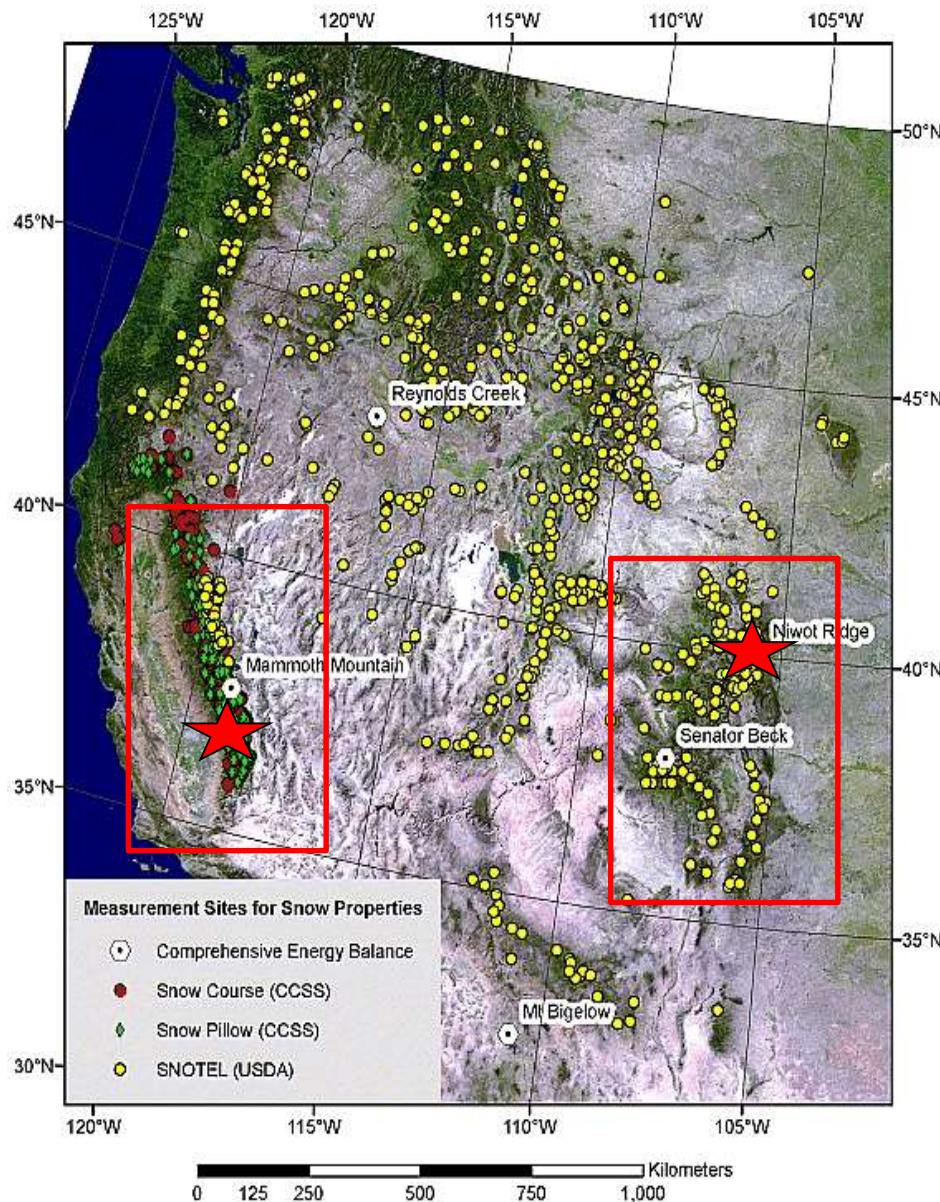 125°W 120°W 115°W 110°W 105°W
50°N
45°N
Reynolds Creek
45°N
40°N
Niwot Ridge
Mammoth Mountain
40°N
Senator Beck
35°N
Measurement Sites for Snow Properties
Comprehensive Energy Balance
35°N
Snow Course (CCSS)
Snow Pillow (CCSS)
Mt Bigelow
SNOTEL (USDA)
30°N
120°W 115°W 110°W 105°W
Kilometers
0 125 250 500 750 1,000